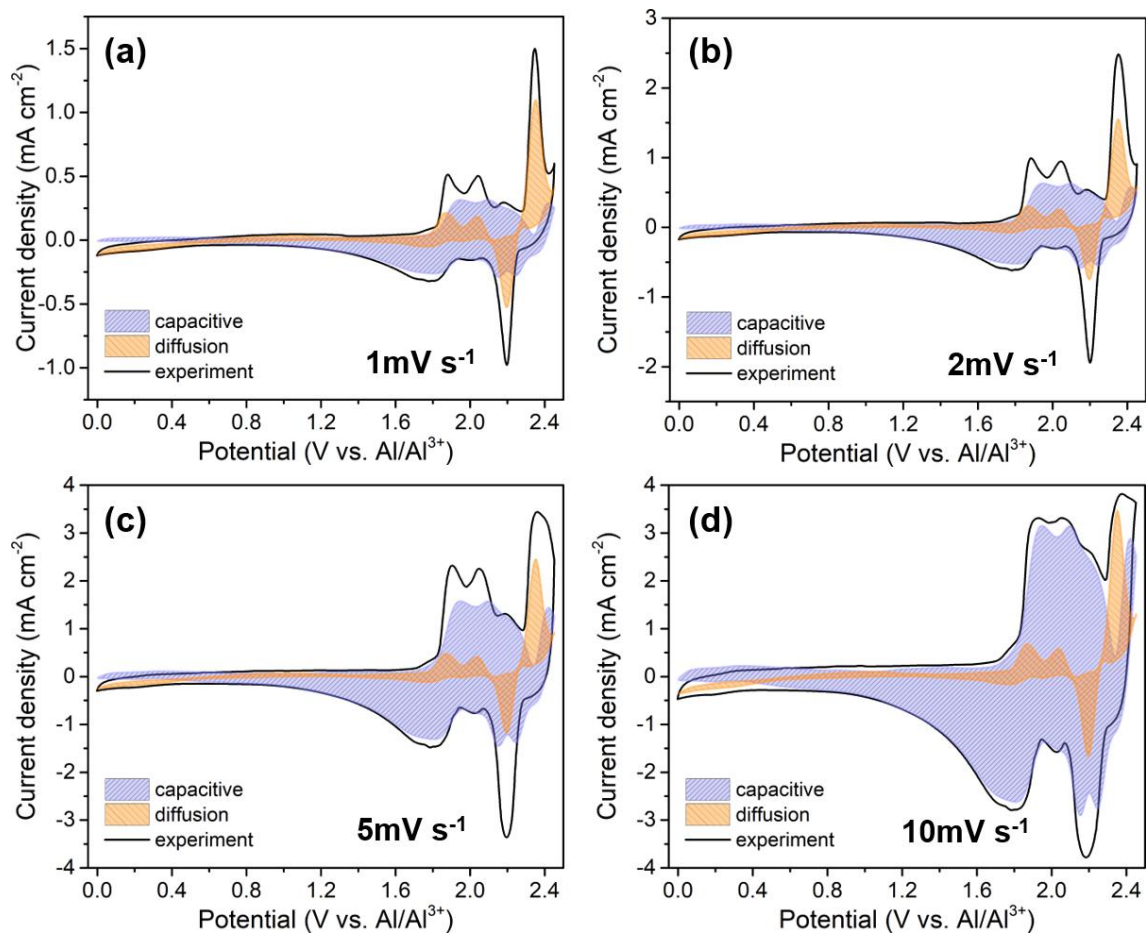 (a)
Current density (mA cm⁻²)
1.5
1.0
0.5
0.0
-0.5
-1.0
capacitive
diffusion
experiment
1mV s⁻¹
0.0 0.4 0.8 1.2 1.6 2.0 2.4
Potential (V vs. Al/Al³⁺)
(b)
Current density (mA cm⁻²)
3
2
1
0
-1
-2
capacitive
diffusion
experiment
2mV s⁻¹
0.0 0.4 0.8 1.2 1.6 2.0 2.4
Potential (V vs. Al/Al³⁺)
(c)
Current density (mA cm⁻²)
4
3
2
1
0
-1
-2
-3
-4
capacitive
diffusion
experiment
5mV s⁻¹
0.0 0.4 0.8 1.2 1.6 2.0 2.4
Potential (V vs. Al/Al³⁺)
(d)
Current density (mA cm⁻²)
4
3
2
1
0
-1
-2
-3
-4
capacitive
diffusion
experiment
10mV s⁻¹
0.0 0.4 0.8 1.2 1.6 2.0 2.4
Potential (V vs. Al/Al³⁺)